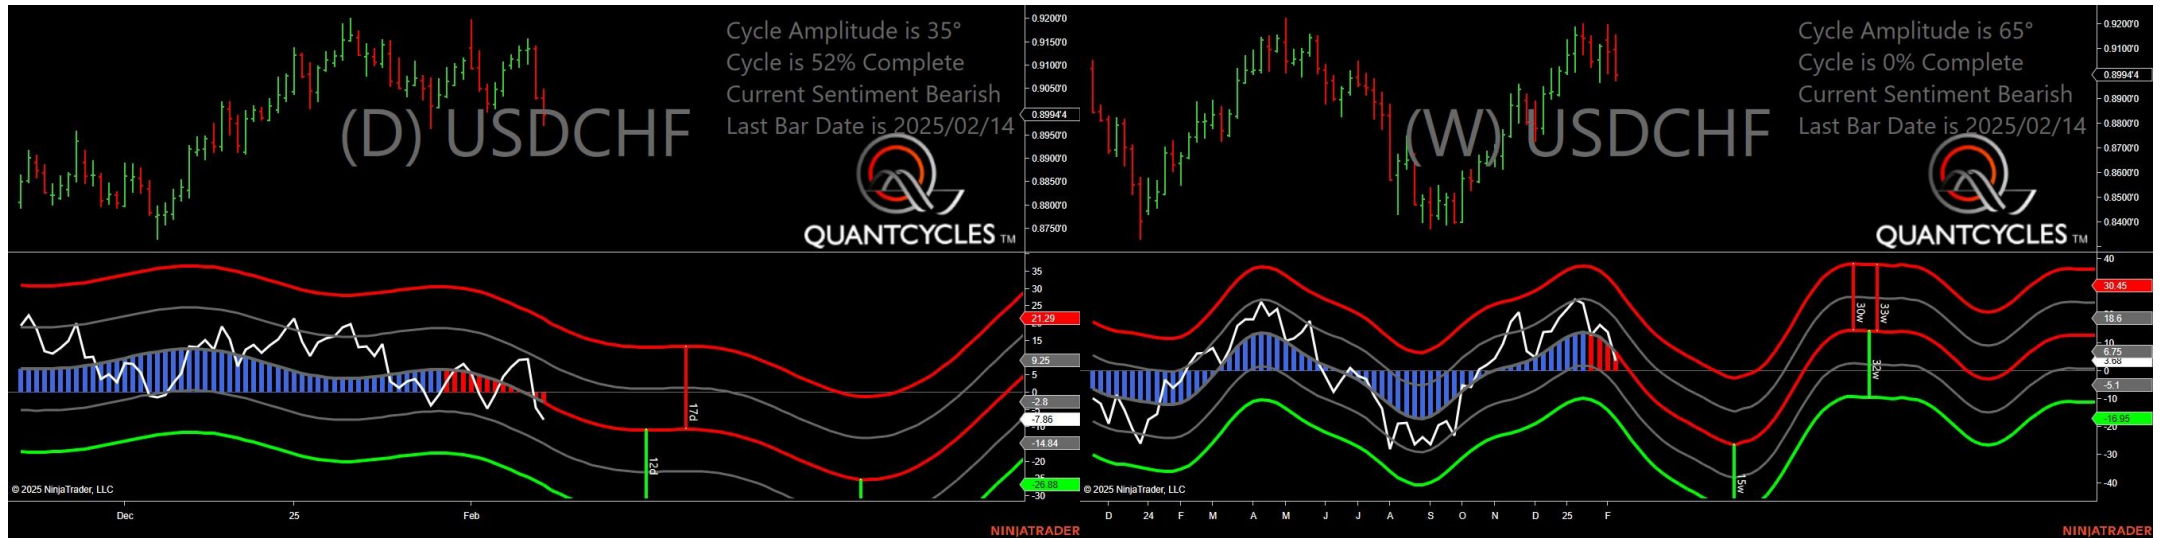 Cycle Amplitude is 35°
Cycle is 52% Complete
Current Sentiment Bearish
Last Bar Date is 2025/02/14
(D) USDCHF
QUANTCYCLES TM
0.9200'0
0.9150'0
0.9100'0
0.9050'0
0.8994'4
0.8950'0
0.8900'0
0.8850'0
0.8800'0
0.8750'0
35
30
25
21.29
15
9.25
5
0
-2.8
-7.86
-10
-14.84
-20
-26.88
-30
17d
12d
© 2025 NinjaTrader, LLC
Dec
25
Feb
NINJATRADER
Cycle Amplitude is 65°
Cycle is 0% Complete
Current Sentiment Bearish
Last Bar Date is 2025/02/14
(W) USDCHF
QUANTCYCLES TM
0.9200'0
0.9100'0
0.8994'4
0.8900'0
0.8800'0
0.8700'0
0.8600'0
0.8500'0
0.8400'0
40
30.45
18.6
10
6.75
3.68
0
-5.1
-10
-16.95
-20
-30
-40
30w
33w
32w
15w
© 2025 NinjaTrader, LLC
D
24
F
M
A
M
J
J
A
S
O
N
D
25
F
NINJATRADER